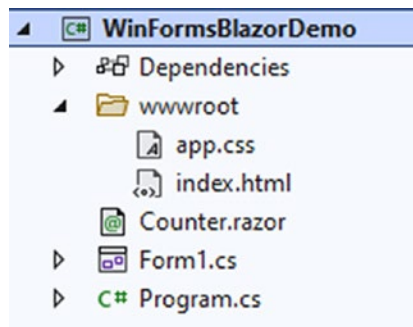 C# WinFormsBlazorDemo
Dependencies
wwwroot
app.css
index.html
@ Counter.razor
Form1.cs
C# Program.cs